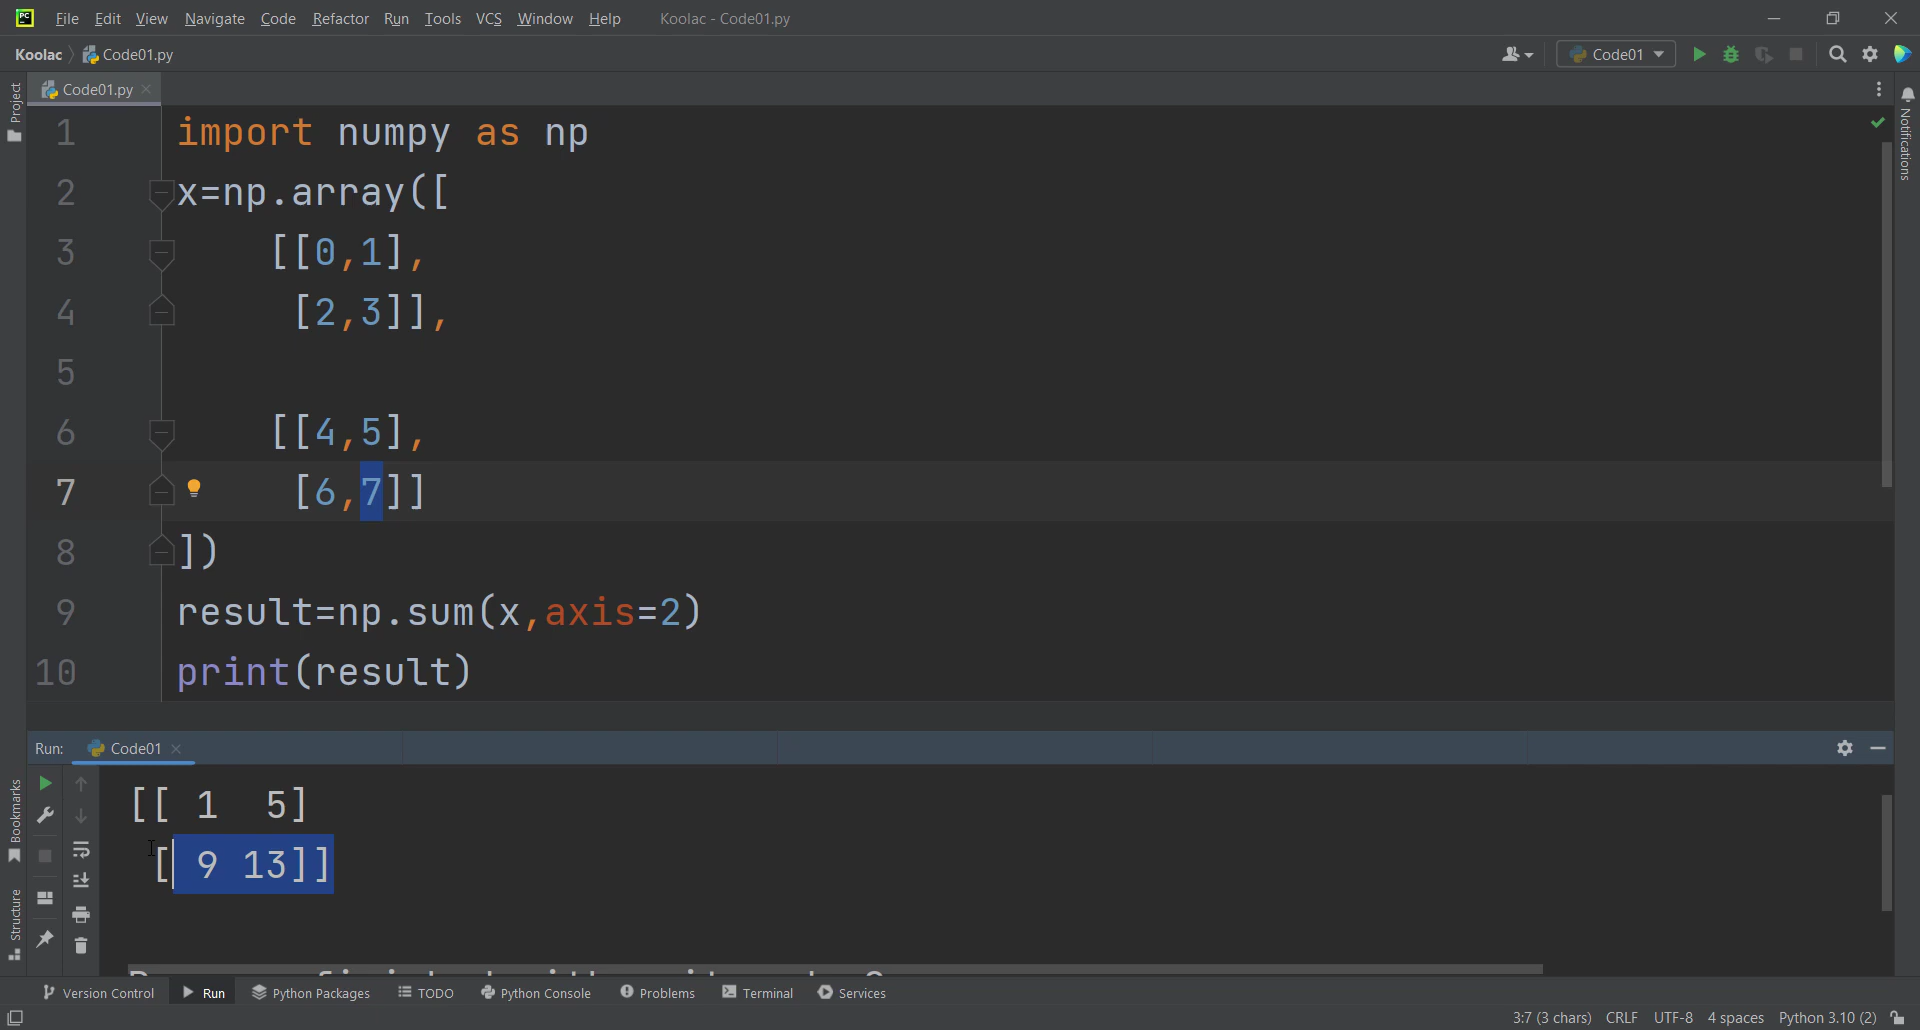 File Edit View Navigate Code Refactor Run Tools VCS Window Help Koolac - Code01.py
Koolac Code01.py Code01
Project
Code01.py
Notifications
1 import numpy as np
2 x=np.array([
3 [[0,1],
4 [2,3]],
5
6 [[4,5],
7 [6,7]]
8 ])
9 result=np.sum(x,axis=2)
10 print(result)
Run: Code01
[[ 1  5]
 [ 9 13]]
Bookmarks
Structure
Version Control Run Python Packages TODO Python Console Problems Terminal Services
3:7 (3 chars) CRLF UTF-8 4 spaces Python 3.10 (2)